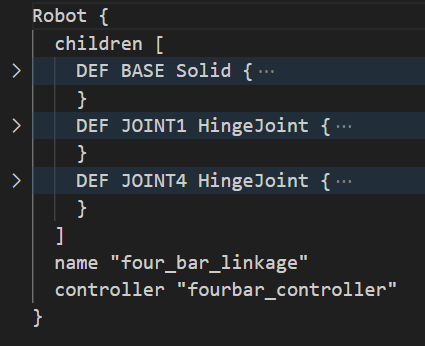 Robot {
  children [
    DEF BASE Solid {···
    }
    DEF JOINT1 HingeJoint {···
    }
    DEF JOINT4 HingeJoint {···
    }
  ]
  name "four_bar_linkage"
  controller "fourbar_controller"
}